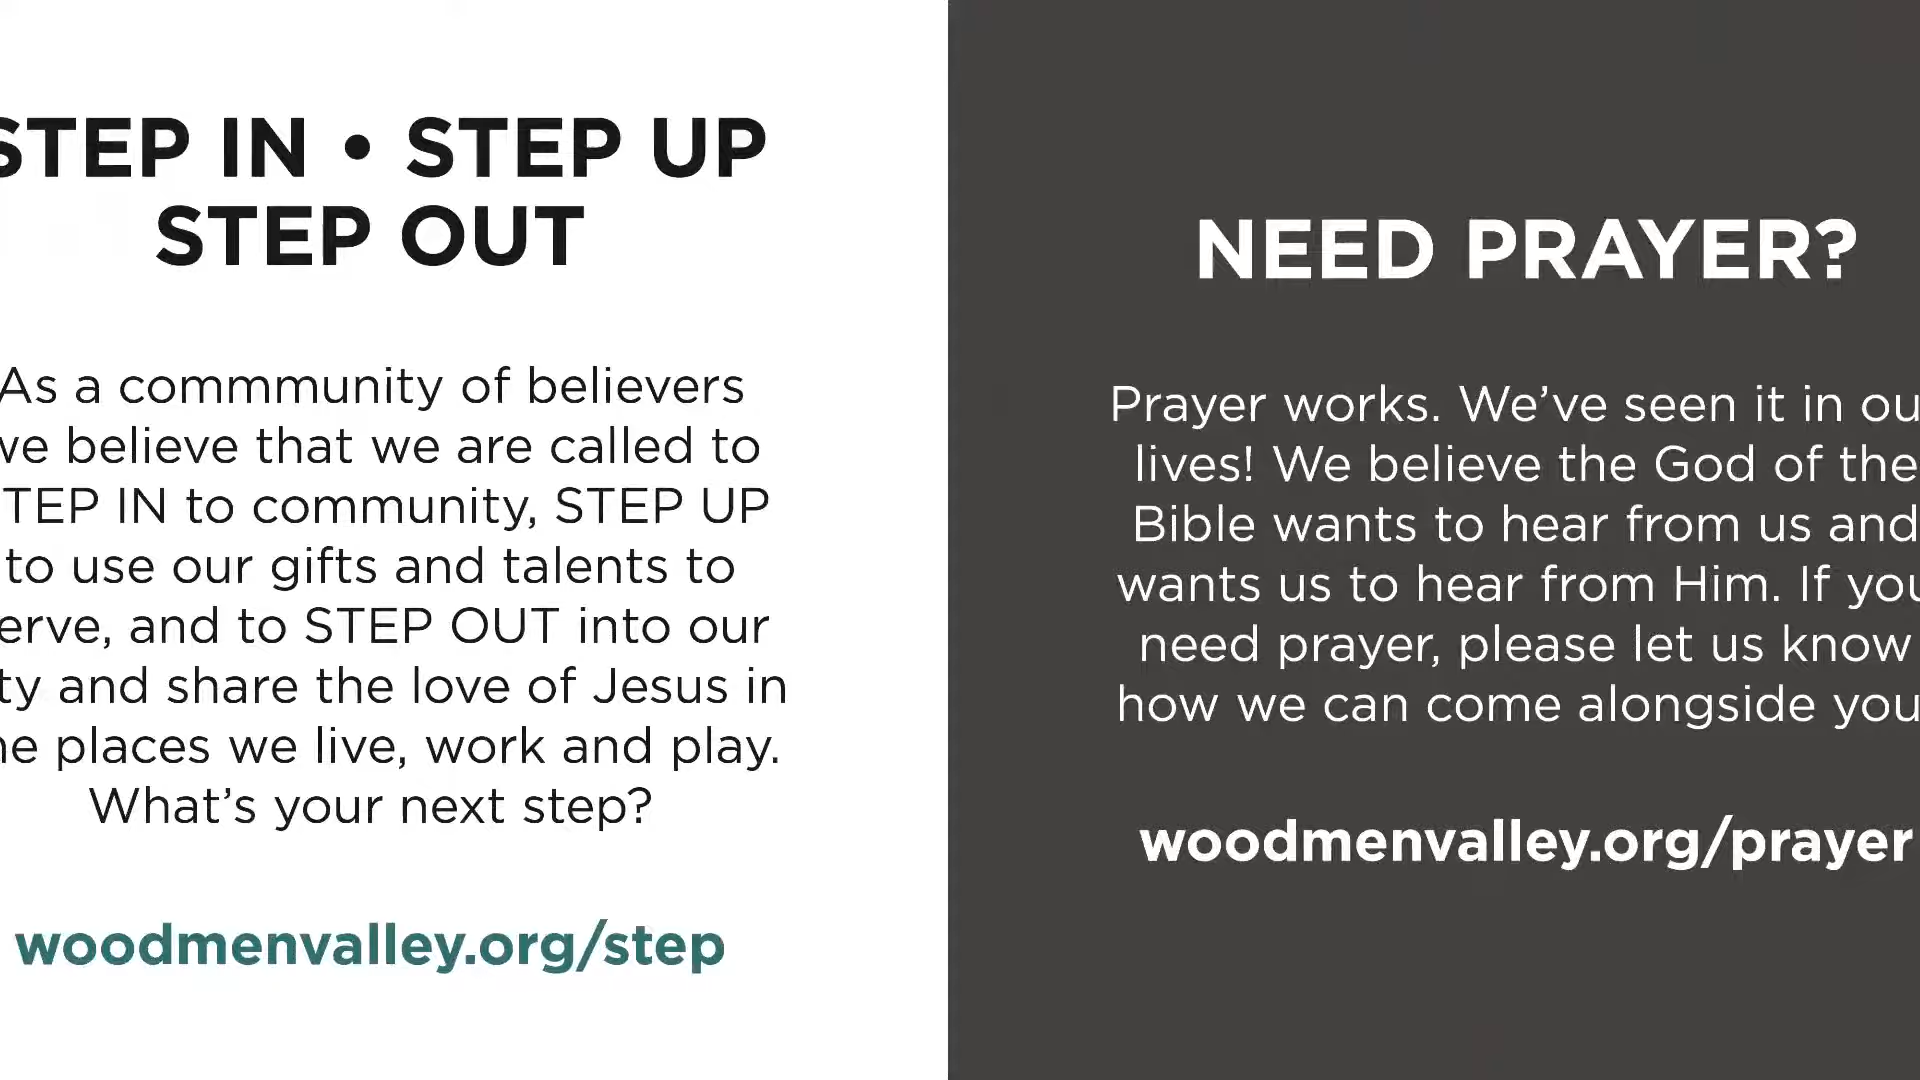 STEP IN • STEP UP
STEP OUT
As a commmunity of believers
we believe that we are called to
TEP IN to community, STEP UP
to use our gifts and talents to
erve, and to STEP OUT into our
ty and share the love of Jesus in
he places we live, work and play.
What's your next step?
woodmenvalley.org/step
NEED PRAYER?
Prayer works. We've seen it in ou
lives! We believe the God of the
Bible wants to hear from us and
wants us to hear from Him. If you
need prayer, please let us know
how we can come alongside you
woodmenvalley.org/prayer